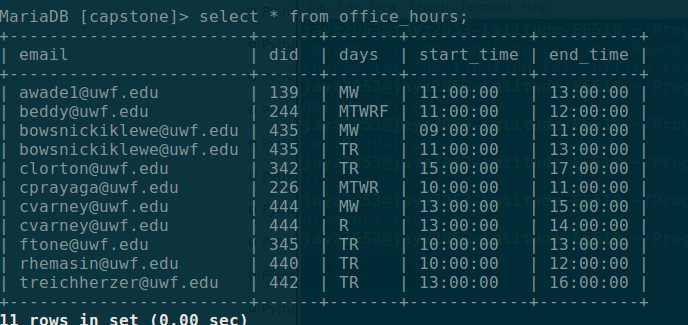 MariaDB [capstone]> select * from office_hours;
+-------------------------+-----+-------+------------+----------+
| email                   | did | days  | start_time | end_time |
+-------------------------+-----+-------+------------+----------+
| awade1@uwf.edu          | 139 | MW    | 11:00:00   | 13:00:00 |
| beddy@uwf.edu           | 244 | MTWRF | 11:00:00   | 12:00:00 |
| bowsnickiklewe@uwf.edu  | 435 | MW    | 09:00:00   | 11:00:00 |
| bowsnickiklewe@uwf.edu  | 435 | TR    | 11:00:00   | 13:00:00 |
| clorton@uwf.edu         | 342 | TR    | 15:00:00   | 17:00:00 |
| cprayaga@uwf.edu        | 226 | MTWR  | 10:00:00   | 11:00:00 |
| cvarney@uwf.edu         | 444 | MW    | 13:00:00   | 15:00:00 |
| cvarney@uwf.edu         | 444 | R     | 13:00:00   | 14:00:00 |
| ftone@uwf.edu           | 345 | TR    | 10:00:00   | 13:00:00 |
| rhemasin@uwf.edu        | 440 | TR    | 10:00:00   | 12:00:00 |
| treichherzer@uwf.edu    | 442 | TR    | 13:00:00   | 16:00:00 |
+-------------------------+-----+-------+------------+----------+
11 rows in set (0.00 sec)